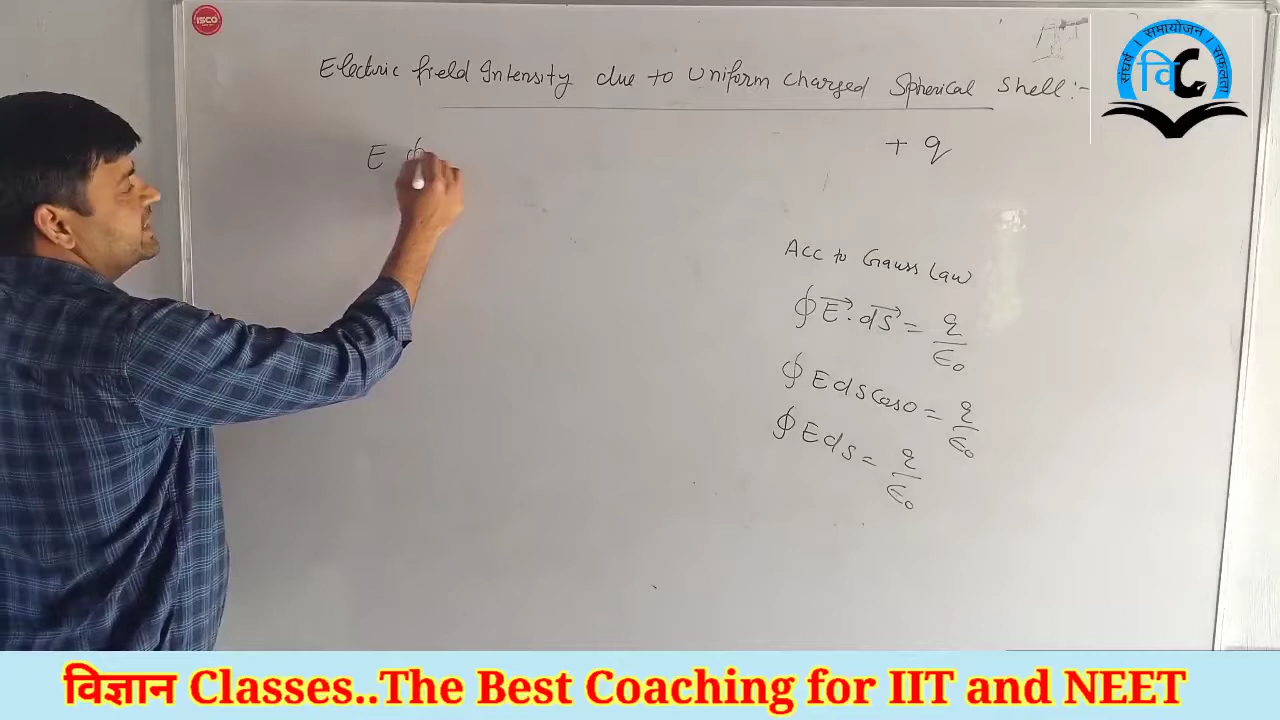 ISCO
Electric field Intensity due to Uniform Charged Spherical Shell :-
संघर्ष । समायोजन । सफलता
वि C
E ∮
+ q
Acc to Gauss Law
∮ E⃗ . ds⃗ = q/ε₀
∮ E ds cos0 = q/ε₀
∮ E ds = q/ε₀
विज्ञान Classes..The Best Coaching for IIT and NEET